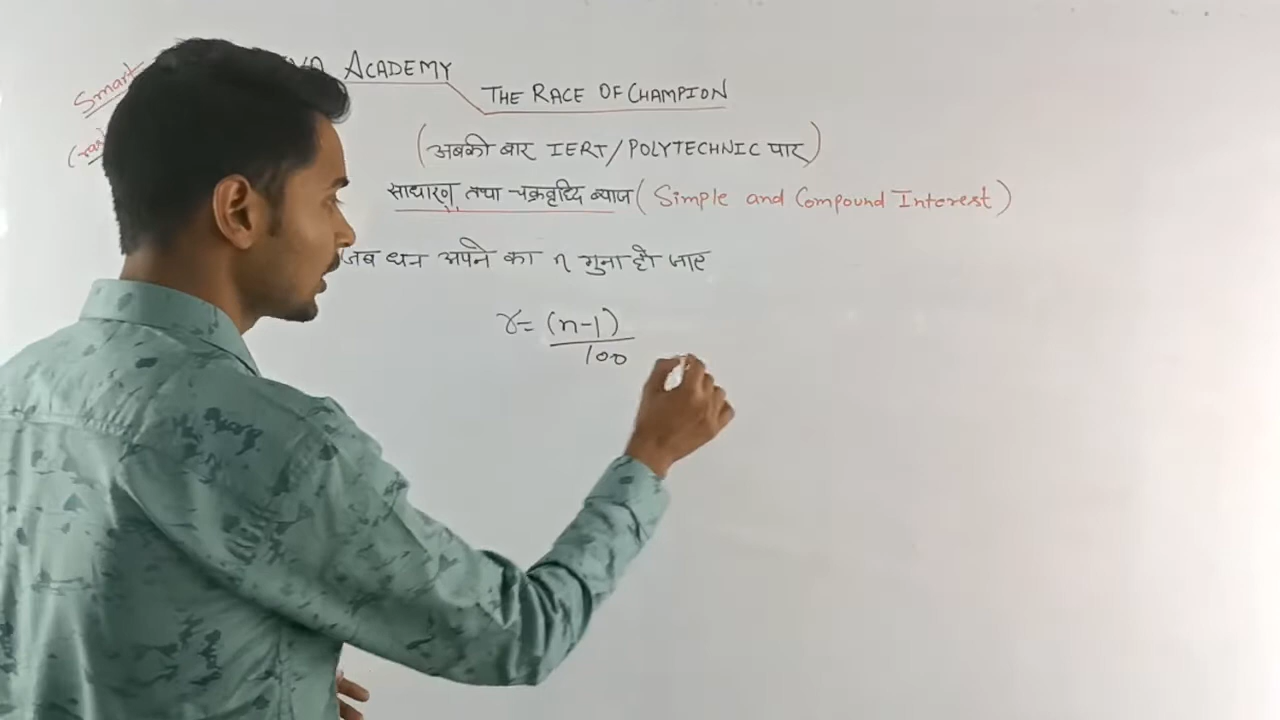 Smart
ACADEMY
THE RACE OF CHAMPION
(अबकी बार IERT/POLYTECHNIC पार)
साधारण तथा चक्रवृध्दि ब्याज (Simple and Compound Interest)
जब धन अपने का n गुना हो जाए
r = (n-1)
100